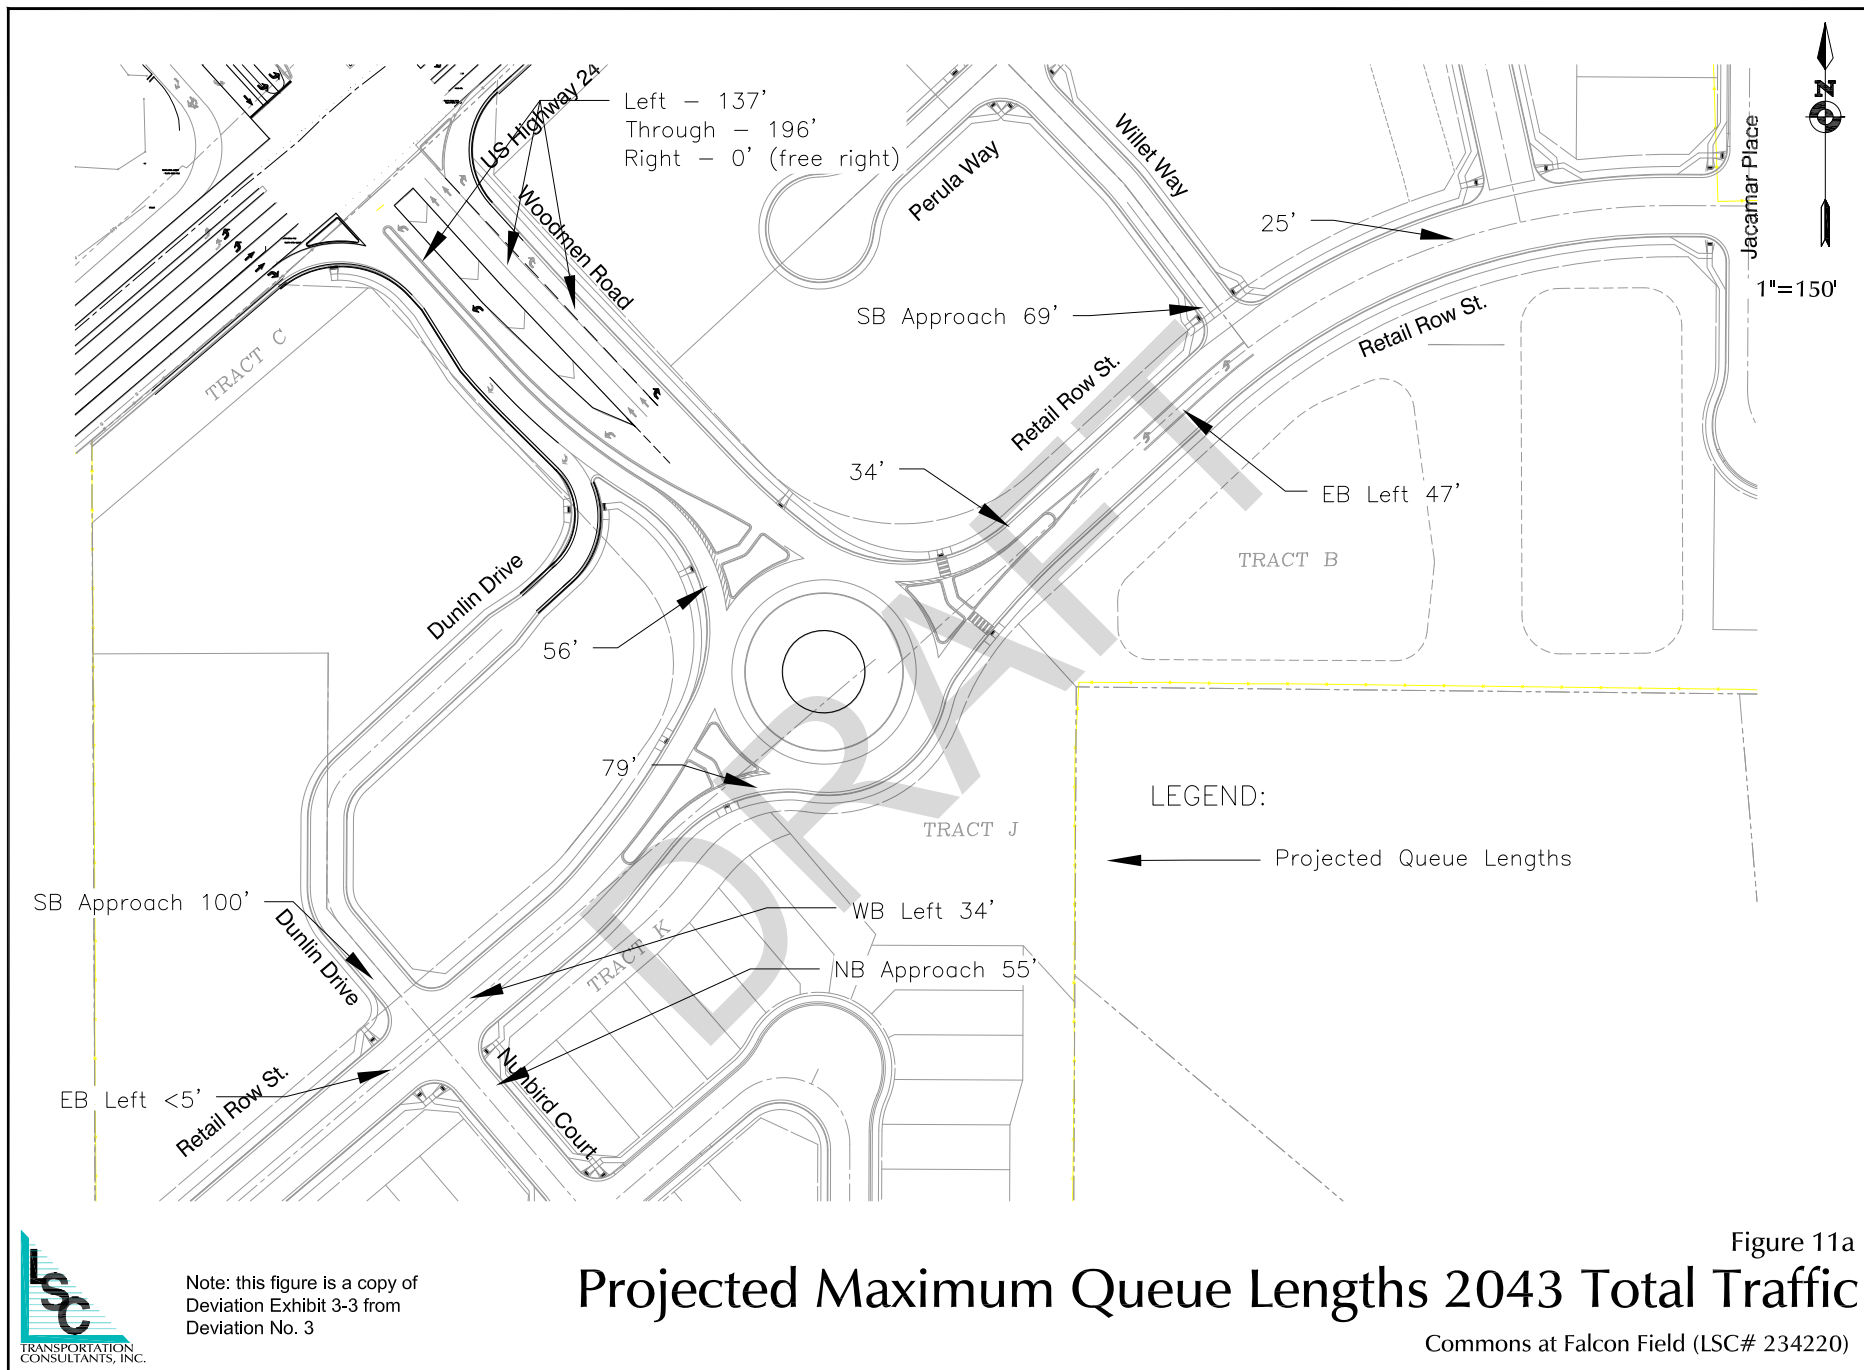 US Highway 24
Left - 137'
Through - 196'
Right - 0' (free right)
Woodmen Road
Perula Way
Willet Way
Jacamar Place
N
1"=150'
25'
SB Approach 69'
Retail Row St.
Retail Row St.
TRACT C
34'
EB Left 47'
TRACT B
Dunlin Drive
56'
79'
TRACT J
LEGEND:
Projected Queue Lengths
DRAFT
SB Approach 100'
Dunlin Drive
WB Left 34'
TRACT K
NB Approach 55'
EB Left <5'
Retail Row St.
Nunbird Court
Figure 11a
Projected Maximum Queue Lengths 2043 Total Traffic
Commons at Falcon Field (LSC# 234220)
Note: this figure is a copy of
Deviation Exhibit 3-3 from
Deviation No. 3
LSC
TRANSPORTATION
CONSULTANTS, INC.